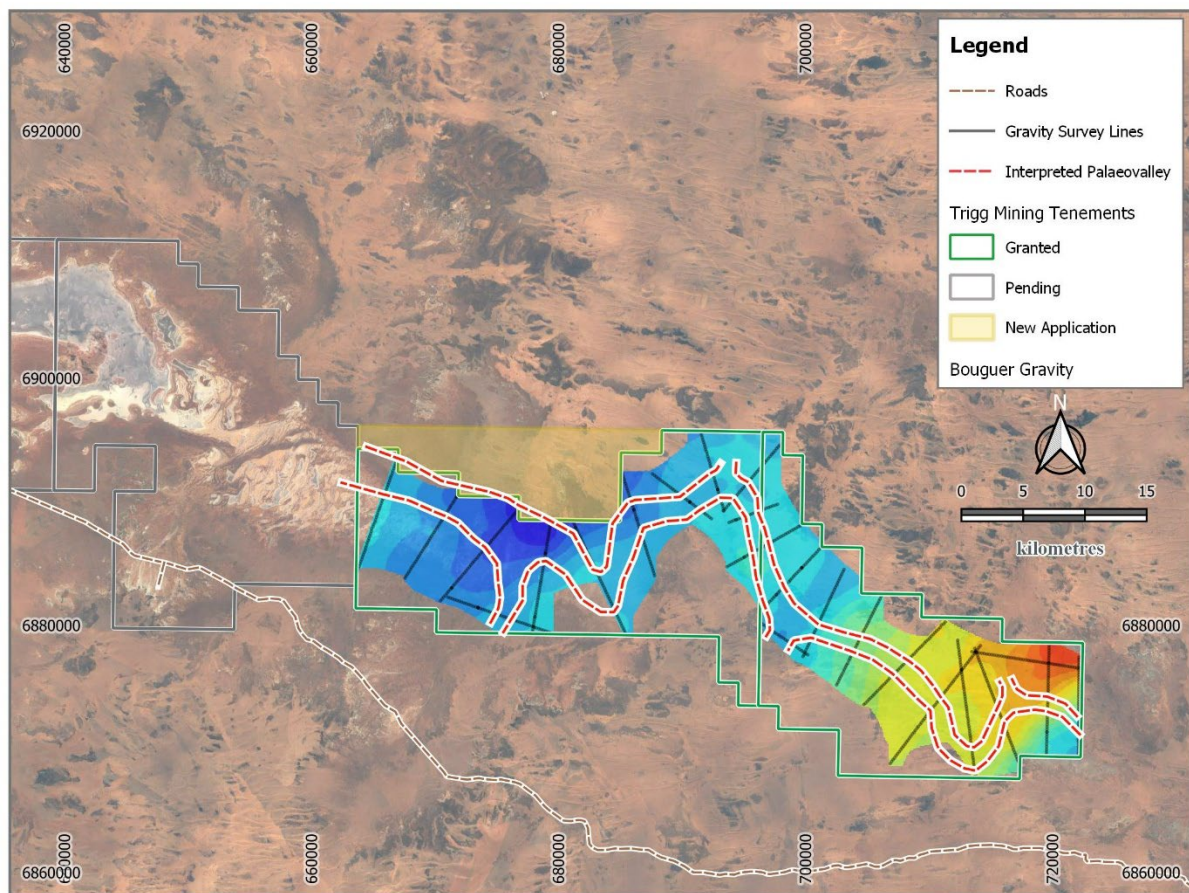 640000
660000
680000
700000
Legend
Roads
Gravity Survey Lines
Interpreted Palaeovalley
Trigg Mining Tenements
Granted
Pending
New Application
Bouguer Gravity
6920000
6900000
N
0 5 10 15
kilometres
6880000
6880000
6860000
640000
660000
680000
700000
720000
6860000